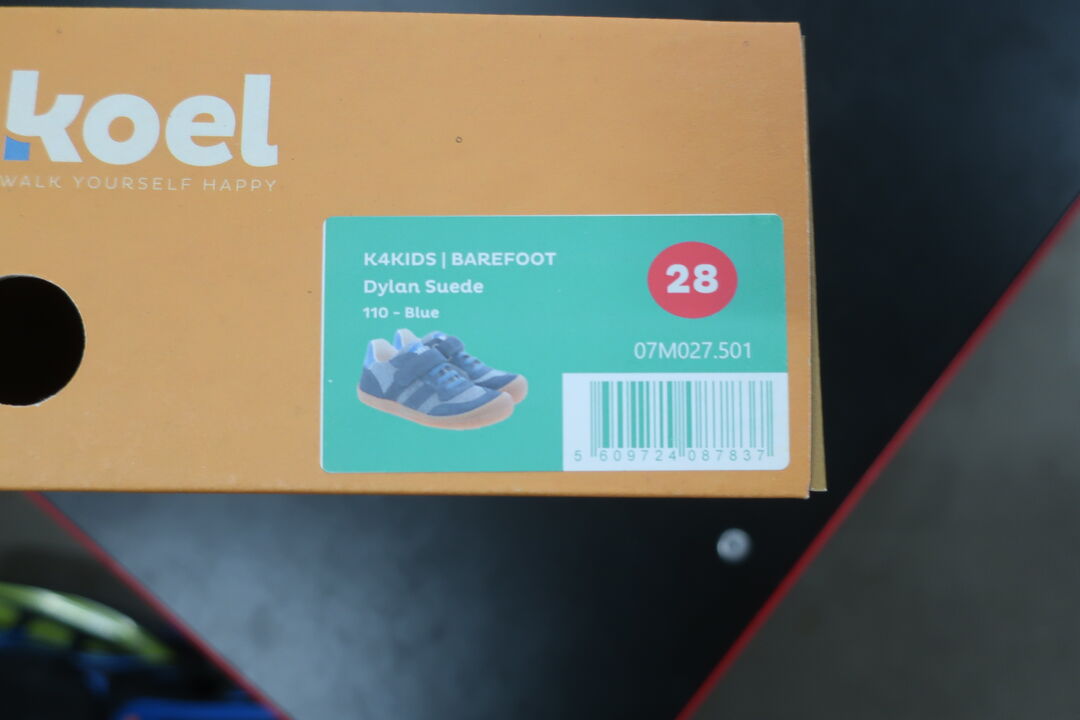 koel
WALK YOURSELF HAPPY
K4KIDS | BAREFOOT
Dylan Suede
110 - Blue
28
07M027.501
5 609724 087837